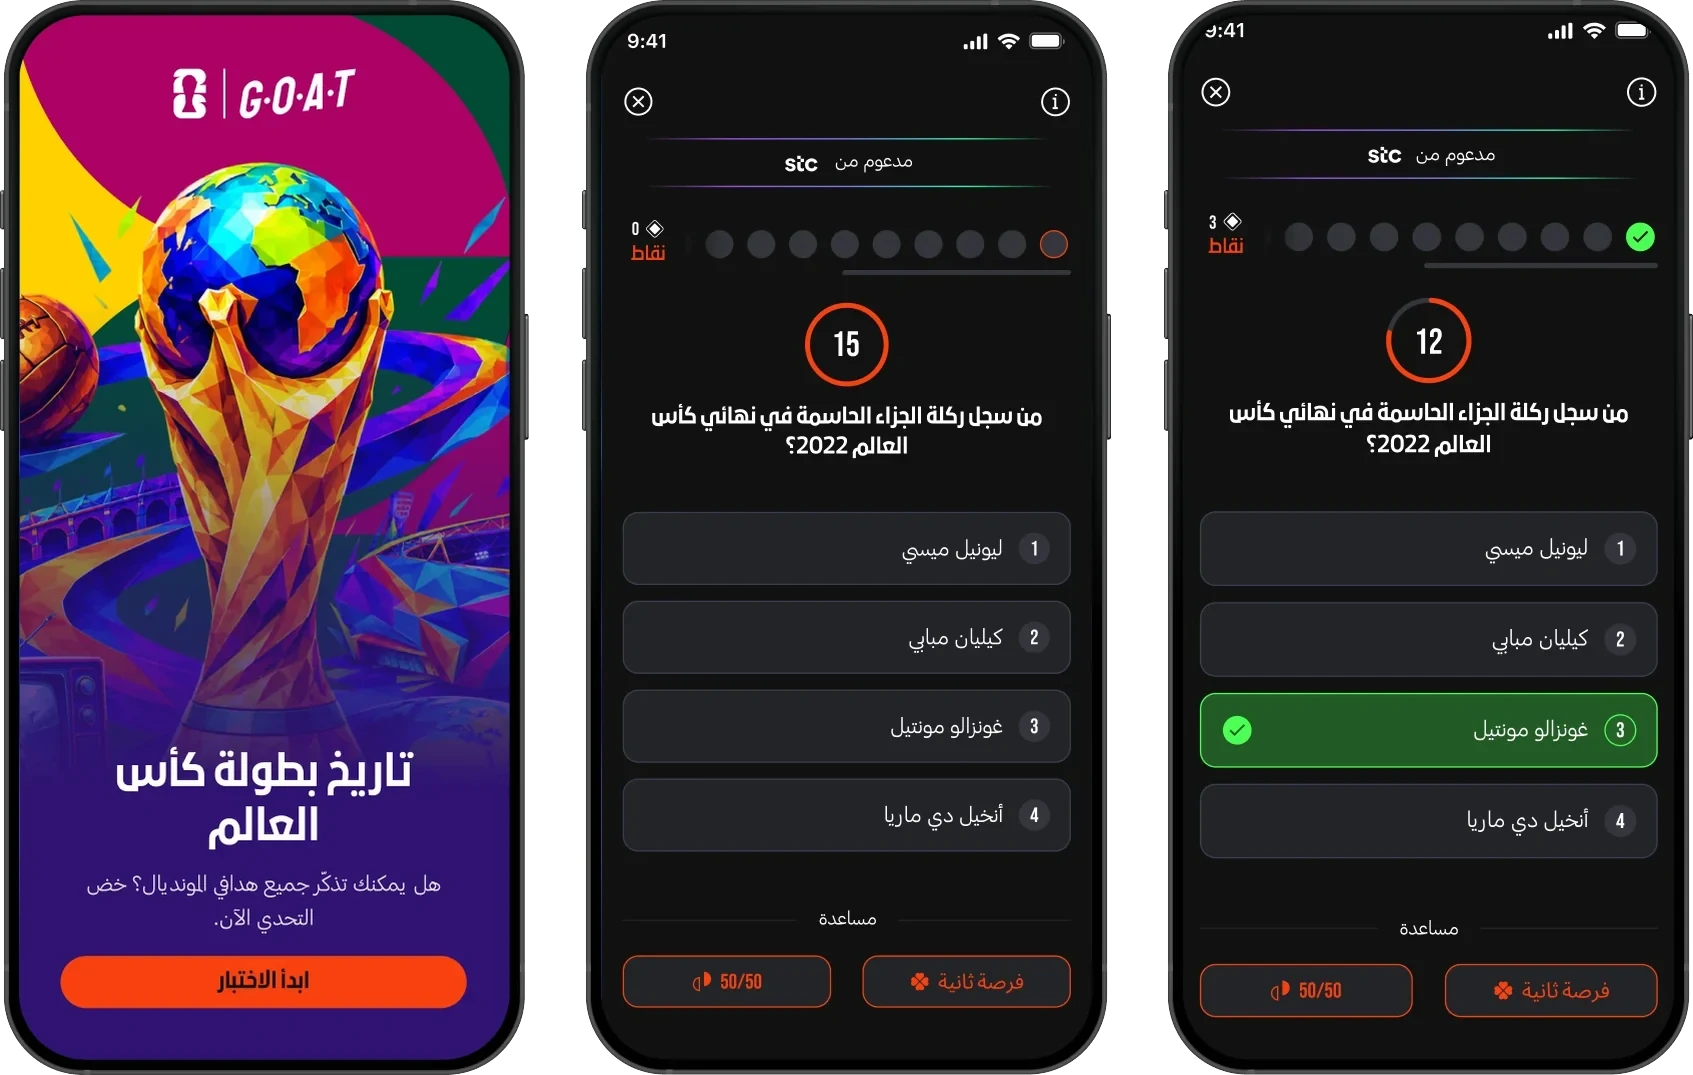 G·O·A·T
تاريخ بطولة كأس
العالم
هل يمكنك تذكّر جميع هدافي المونديال؟ خض
التحدي الآن.
ابدأ الاختبار
9:41
مدعوم من stc
0
نقاط
15
من سجل ركلة الجزاء الحاسمة في نهائي كأس
العالم 2022؟
1 ليونيل ميسي
2 كيليان مبابي
3 غونزالو مونتيل
4 أنخيل دي ماريا
مساعدة
فرصة ثانية
50/50
9:41
مدعوم من stc
3
نقاط
12
من سجل ركلة الجزاء الحاسمة في نهائي كأس
العالم 2022؟
1 ليونيل ميسي
2 كيليان مبابي
3 غونزالو مونتيل
4 أنخيل دي ماريا
مساعدة
فرصة ثانية
50/50